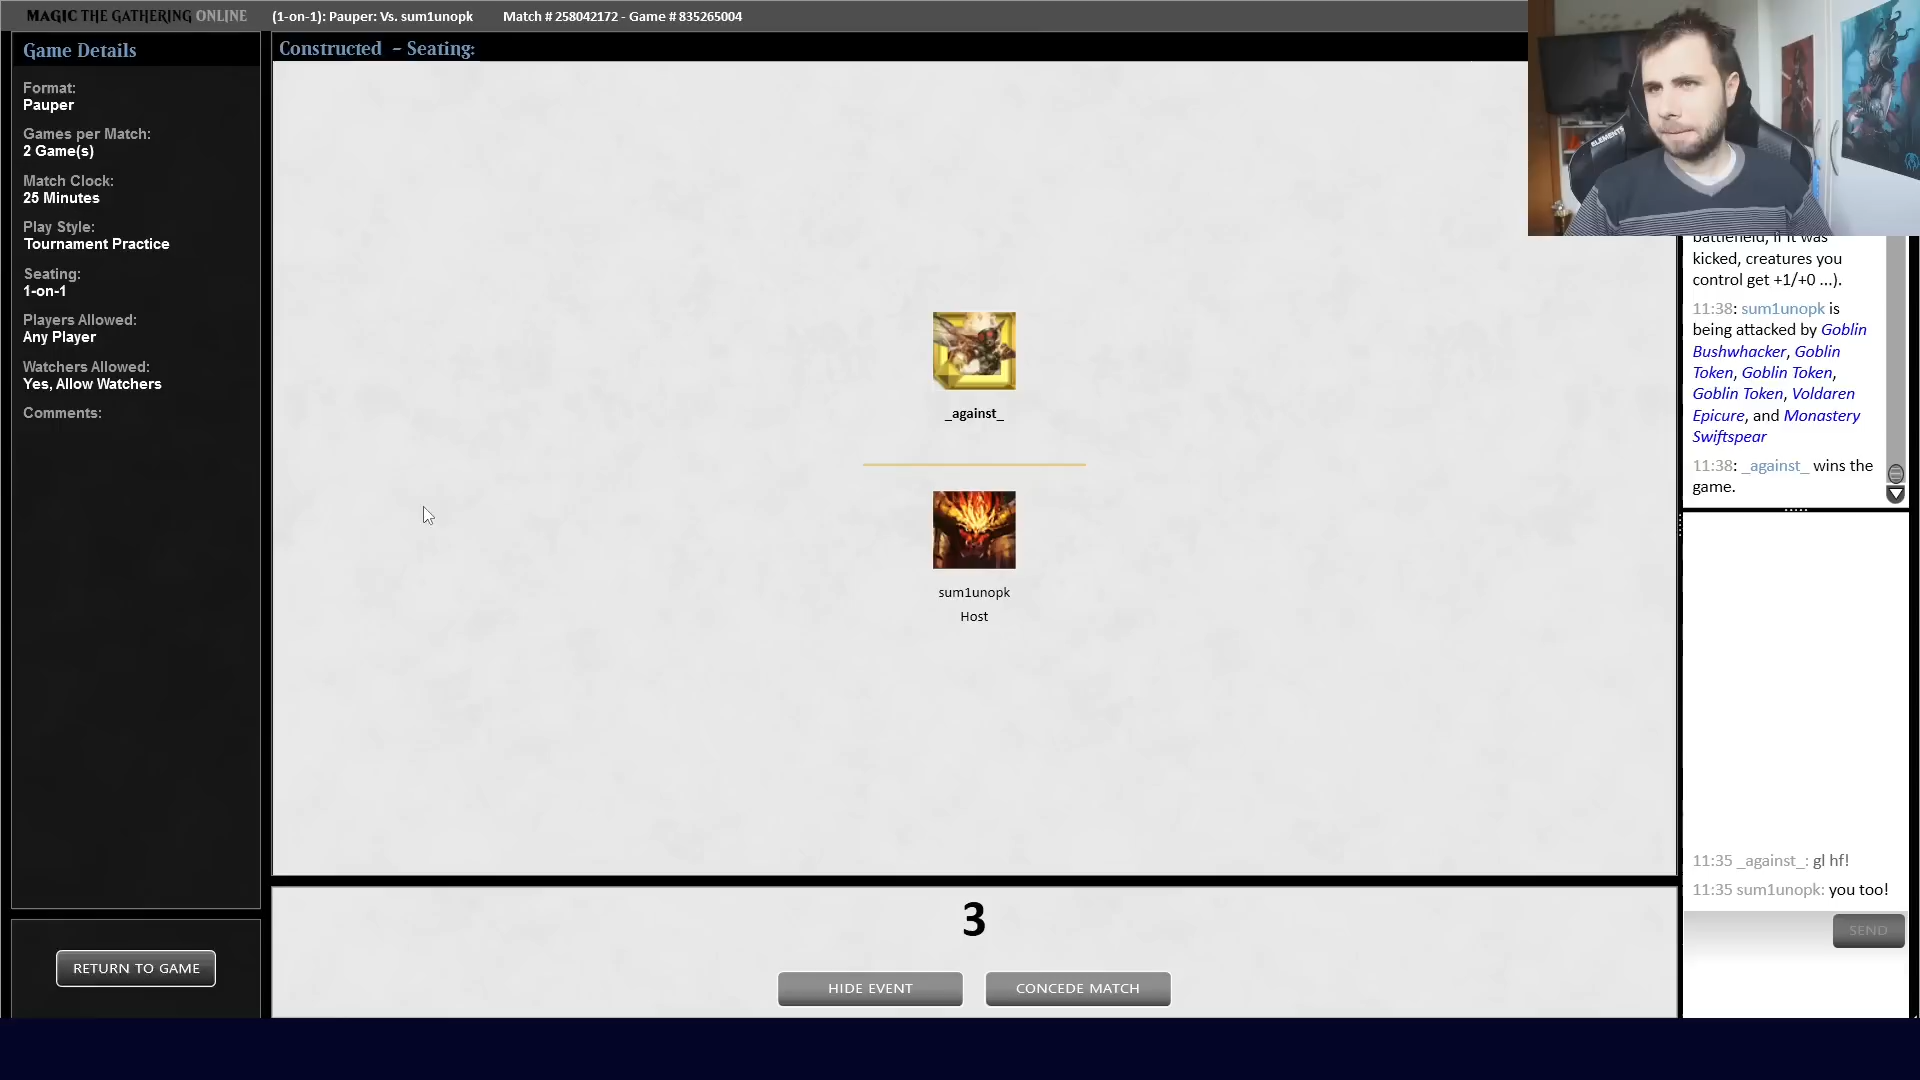 MAGIC THE GATHERING ONLINE
(1-on-1): Pauper: Vs. sum1unopk Match # 258042172 - Game # 835265004
Game Details
Format:
Pauper
Games per Match:
2 Game(s)
Match Clock:
25 Minutes
Play Style:
Tournament Practice
Seating:
1-on-1
Players Allowed:
Any Player
Watchers Allowed:
Yes, Allow Watchers
Comments:
RETURN TO GAME
Constructed - Seating:
_against_
sum1unopk
Host
3
HIDE EVENT
CONCEDE MATCH
ELEMENTS
battlefield, if it was
kicked, creatures you
control get +1/+0 ...).
11:38: sum1unopk is
being attacked by Goblin
Bushwhacker, Goblin
Token, Goblin Token,
Goblin Token, Voldaren
Epicure, and Monastery
Swiftspear
11:38: _against_ wins the
game.
11:35 _against_: gl hf!
11:35 sum1unopk: you too!
SEND